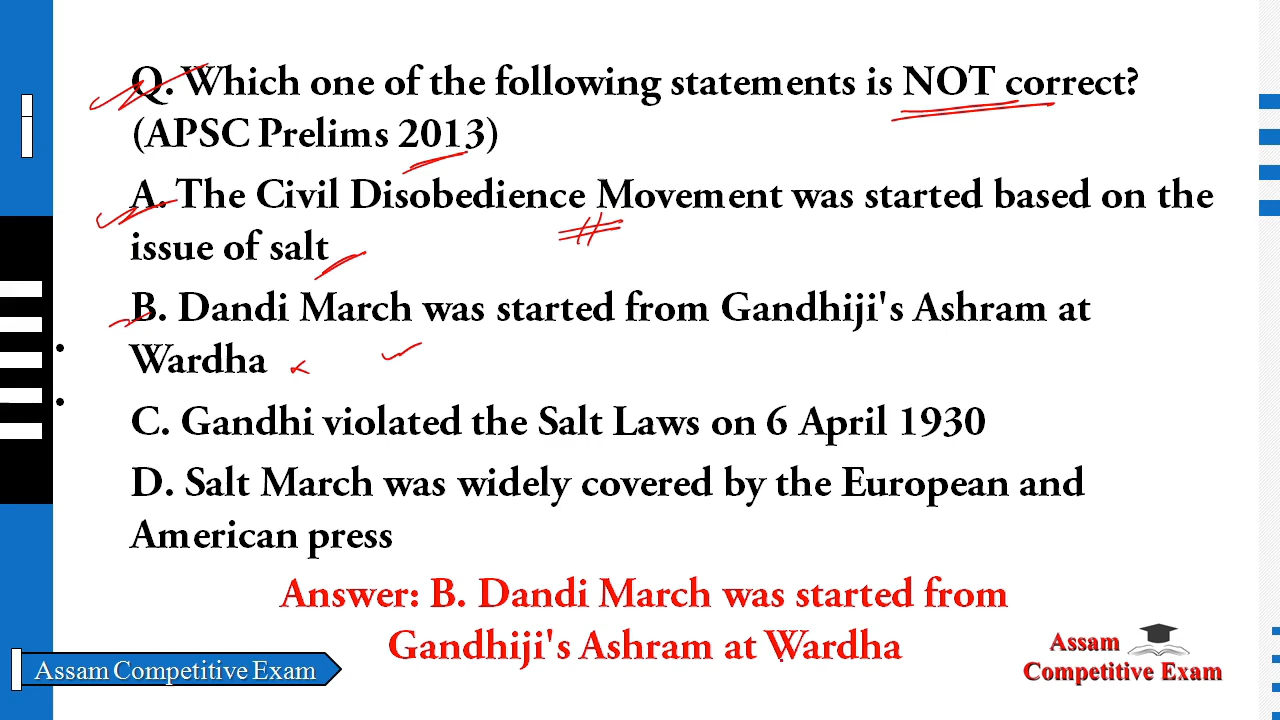 Q. Which one of the following statements is NOT correct?
(APSC Prelims 2013)
A. The Civil Disobedience Movement was started based on the
issue of salt
B. Dandi March was started from Gandhiji's Ashram at
Wardha
C. Gandhi violated the Salt Laws on 6 April 1930
D. Salt March was widely covered by the European and
American press
Answer: B. Dandi March was started from
Gandhiji's Ashram at Wardha
Assam Competitive Exam
Assam
Competitive Exam